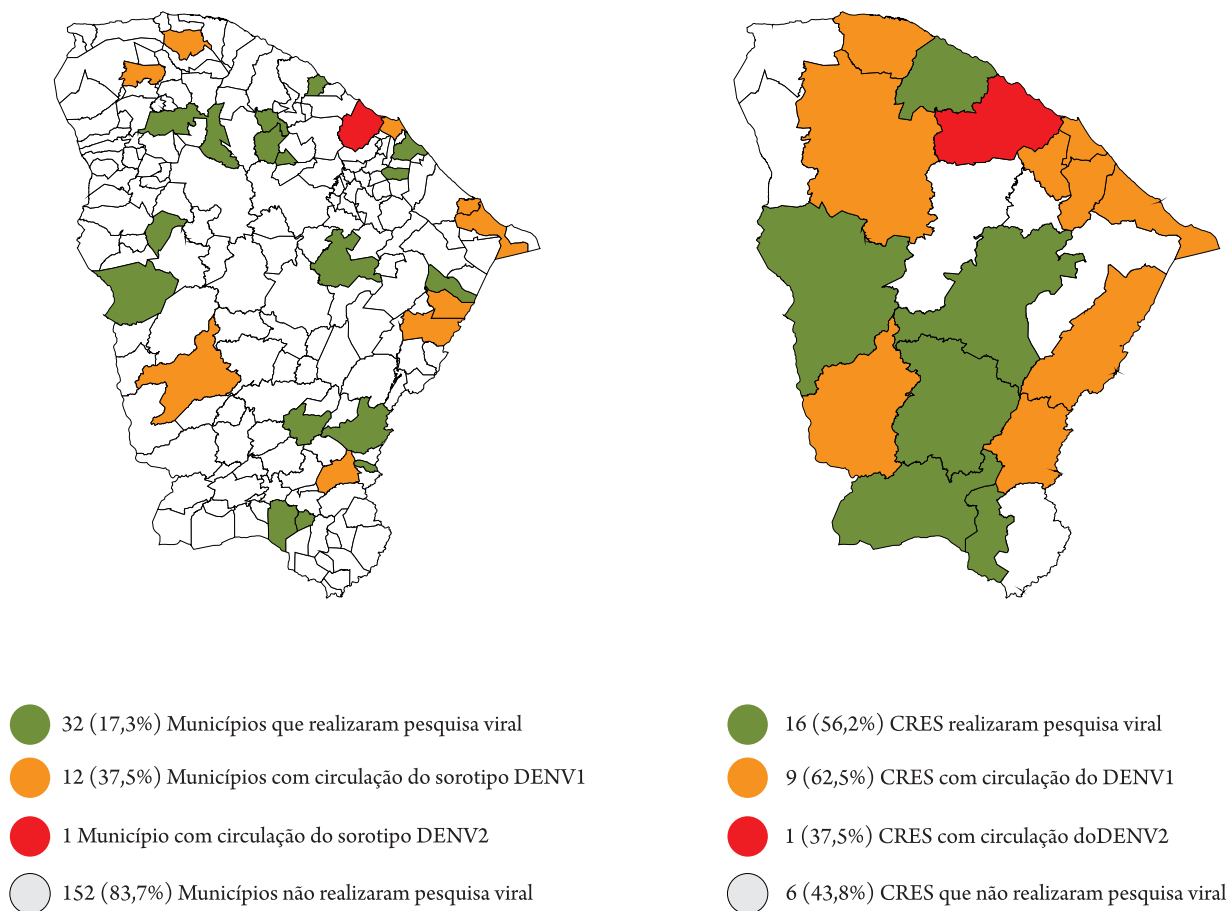 32 (17,3%) Municípios que realizaram pesquisa viral
12 (37,5%) Municípios com circulação do sorotipo DENV1
1 Município com circulação do sorotipo DENV2
152 (83,7%) Municípios não realizaram pesquisa viral
16 (56,2%) CRES realizaram pesquisa viral
9 (62,5%) CRES com circulação do DENV1
1 (37,5%) CRES com circulação doDENV2
6 (43,8%) CRES que não realizaram pesquisa viral